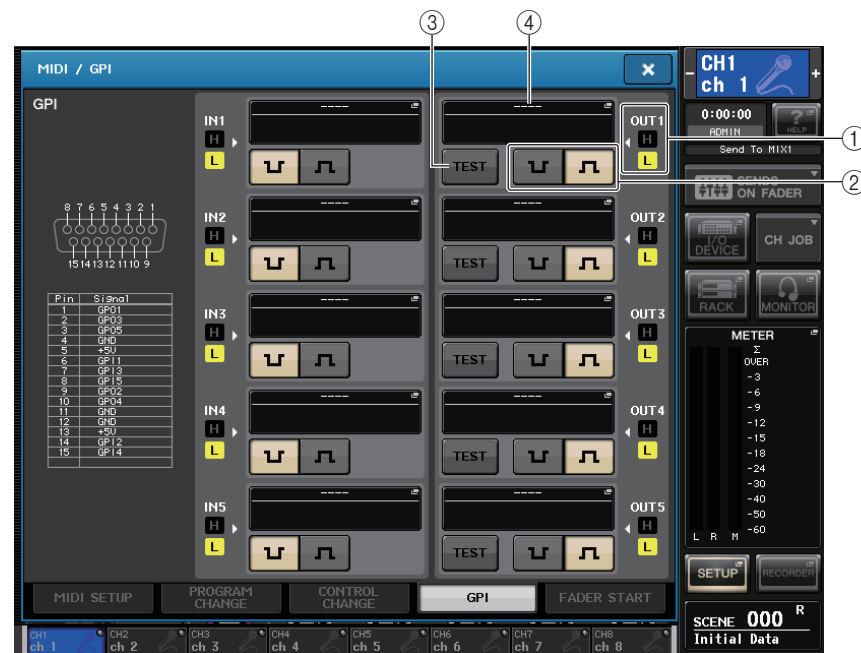 ③ ④
MIDI / GPI
×
GPI
8 7 6 5 4 3 2 1
15 14 13 12 11 10 9
Pin Signal
1 GPO1
2 GPO3
3 GPO5
4 GND
5 +5V
6 GPI1
7 GPI3
8 GPI5
9 GPO2
10 GPO4
11 GND
12 GND
13 +5V
14 GPI2
15 GPI4
IN1
H
L
----
IN2
H
L
----
IN3
H
L
----
IN4
H
L
----
IN5
H
L
----
----
TEST
OUT1
H
L
①
②
----
TEST
OUT2
H
L
----
TEST
OUT3
H
L
----
TEST
OUT4
H
L
----
TEST
OUT5
H
L
MIDI SETUP
PROGRAM
CHANGE
CONTROL
CHANGE
GPI
FADER START
- CH1 +
ch 1
0:00:00
ADMIN
?
HELP
Send To MIX1
SENDS
ON FADER
I/O
DEVICE
CH JOB
RACK
MONITOR
METER
Σ
OVER
-3
-6
-9
-12
-15
-18
-24
-30
-40
-50
-60
L R M
SETUP
RECORDER
SCENE 000 R
Initial Data
CH1
ch 1
CH2
ch 2
CH3
ch 3
CH4
ch 4
CH5
ch 5
CH6
ch 6
CH7
ch 7
CH8
ch 8